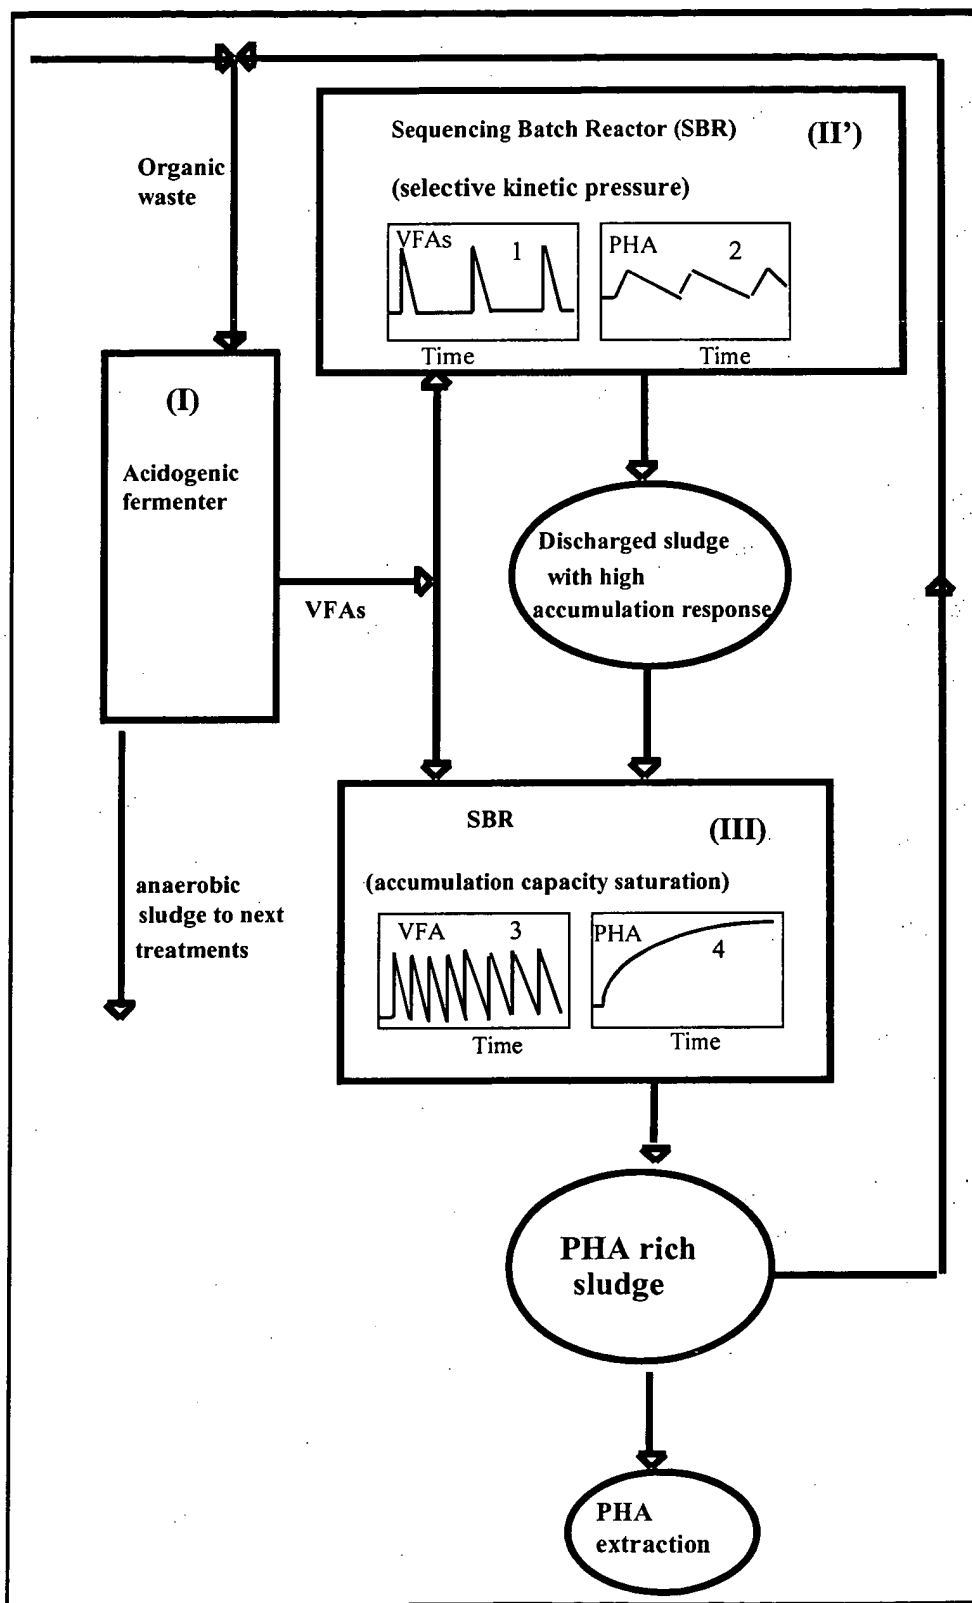 Sequencing Batch Reactor (SBR)
(II’)
(selective kinetic pressure)
VFAs
1
Time
PHA
2
Time
Organic
waste
(I)
Acidogenic
fermenter
VFAs
Discharged sludge
with high
accumulation response
anaerobic
sludge to next
treatments
SBR
(III)
(accumulation capacity saturation)
VFA
3
Time
PHA
4
Time
PHA rich
sludge
PHA
extraction